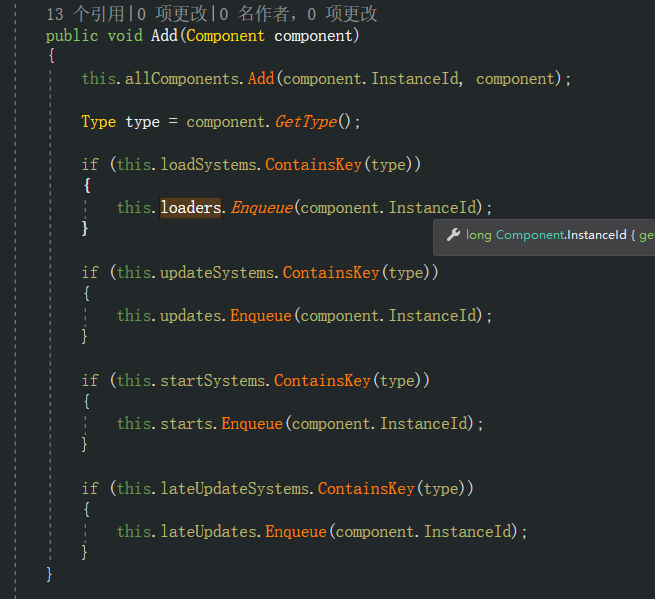 13 个引用|0 项更改|0 名作者, 0 项更改
public void Add(Component component)
{
this.allComponents.Add(component.InstanceId, component);
Type type = component.GetType();
if (this.loadSystems.ContainsKey(type))
{
this.loaders.Enqueue(component.InstanceId);
}
long Component.InstanceId { ge
if (this.updateSystems.ContainsKey(type))
{
this.updates.Enqueue(component.InstanceId);
}
if (this.startSystems.ContainsKey(type))
{
this.starts.Enqueue(component.InstanceId);
}
if (this.lateUpdateSystems.ContainsKey(type))
{
this.lateUpdates.Enqueue(component.InstanceId);
}
}